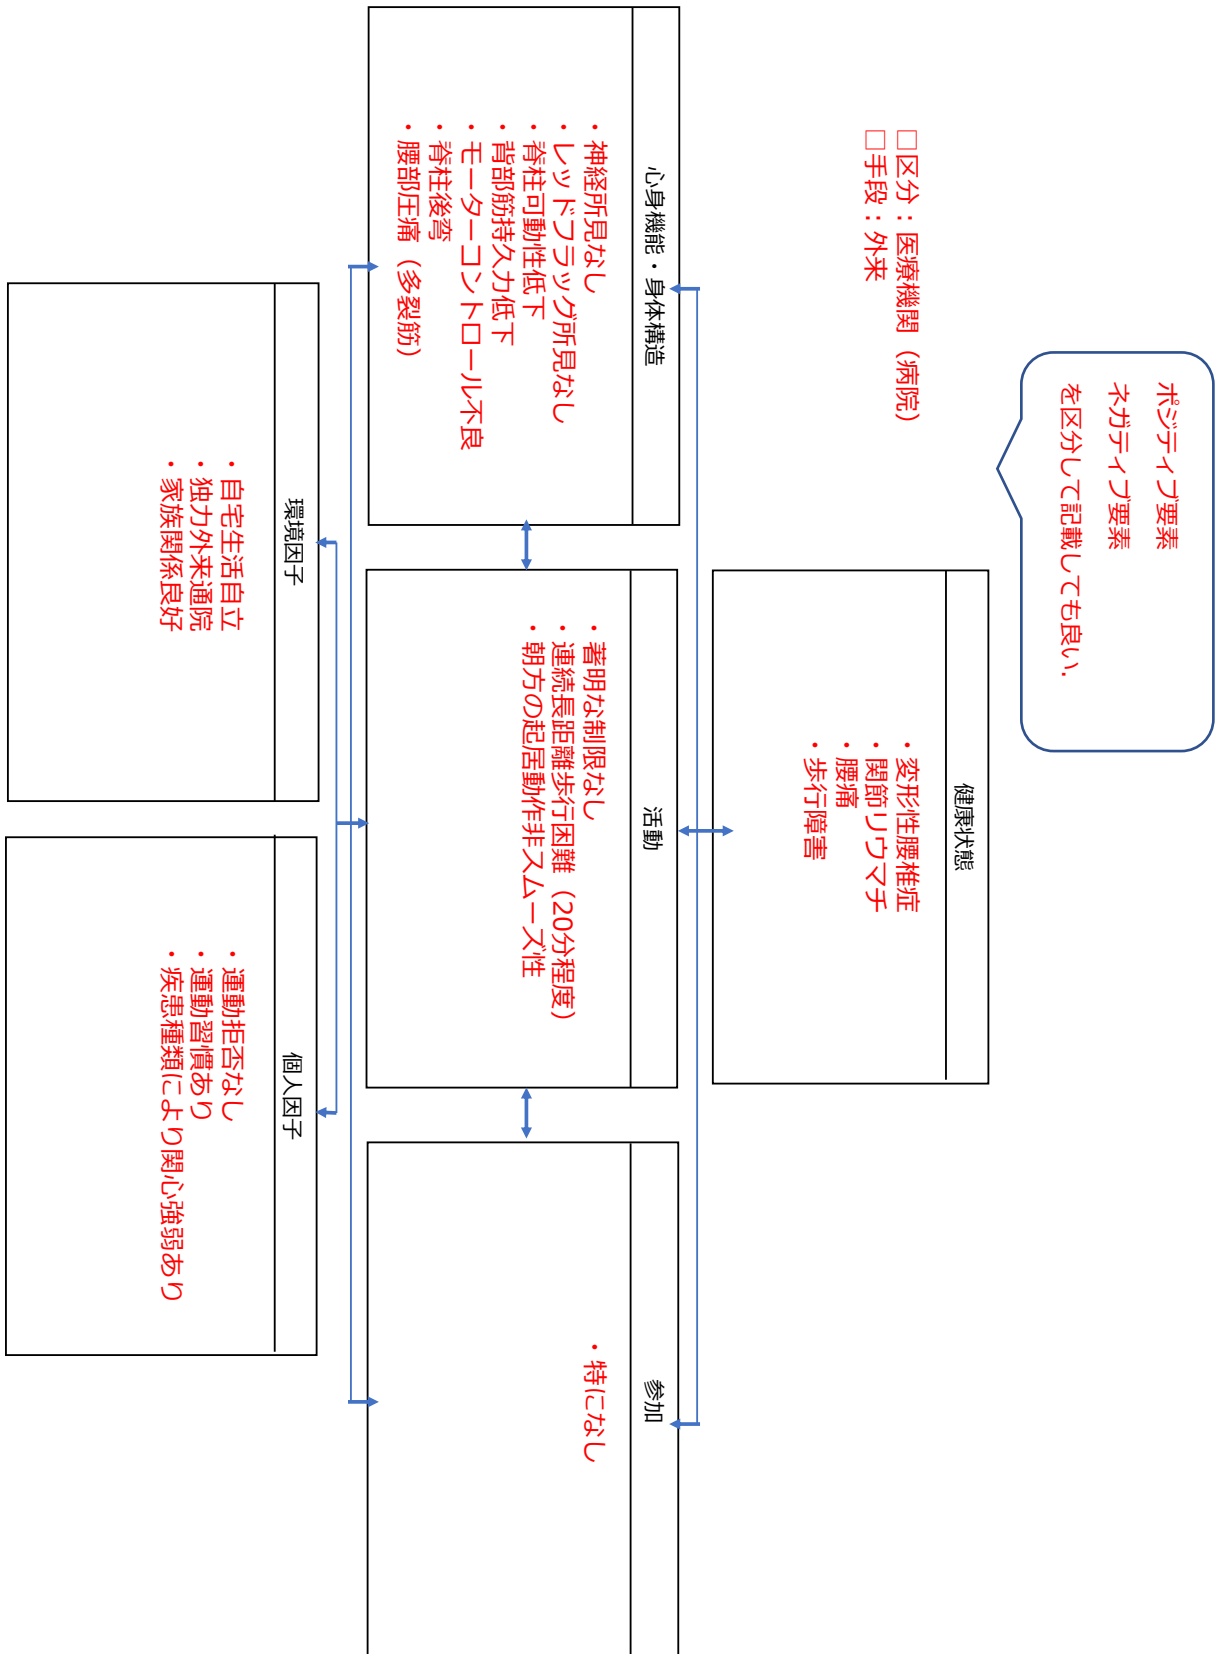 ポジティブ要素
ネガティブ要素
を区分して記載しても良い.
□区分：医療機関（病院）
□手段：外来
健康状態
・変形性腰椎症
・関節リウマチ
・腰痛
・歩行障害
心身機能・身体構造
・神経所見なし
・レッドフラッグ所見なし
・脊柱可動性低下
・背部筋持久力低下
・モーターコントロール不良
・脊柱後弯
・腰部圧痛（多裂筋）
活動
・著明な制限なし
・連続長距離歩行困難（20分程度）
・朝方の起居動作非スムーズ性
参加
・特になし
環境因子
・自宅生活自立
・独力外来通院
・家族関係良好
個人因子
・運動拒否なし
・運動習慣あり
・疾患種類により関心強弱あり